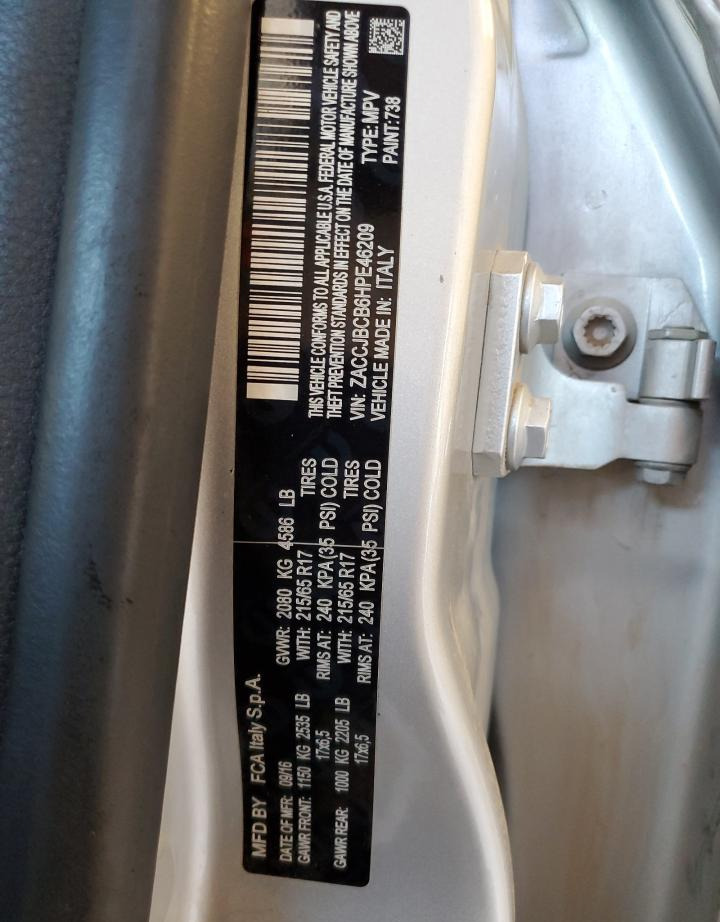 MFD BY FCA Italy S.p.A.
DATE OF MFR: 09/16 GVWR: 2080 KG 4586 LB
GAWR FRONT: 1150 KG 2535 LB WITH: 215/65 R17 TIRES
17x6,5 RIMS AT: 240 KPA(35 PSI) COLD
GAWR REAR: 1000 KG 2205 LB WITH: 215/65 R17 TIRES
17x6,5 RIMS AT: 240 KPA(35 PSI) COLD
THIS VEHICLE CONFORMS TO ALL APPLICABLE U.S.A. FEDERAL MOTOR VEHICLE SAFETY AND
THEFT PREVENTION STANDARDS IN EFFECT ON THE DATE OF MANUFACTURE SHOWN ABOVE
VIN: ZACCJBCB6HPE46209 TYPE: MPV
VEHICLE MADE IN: ITALY PAINT:738